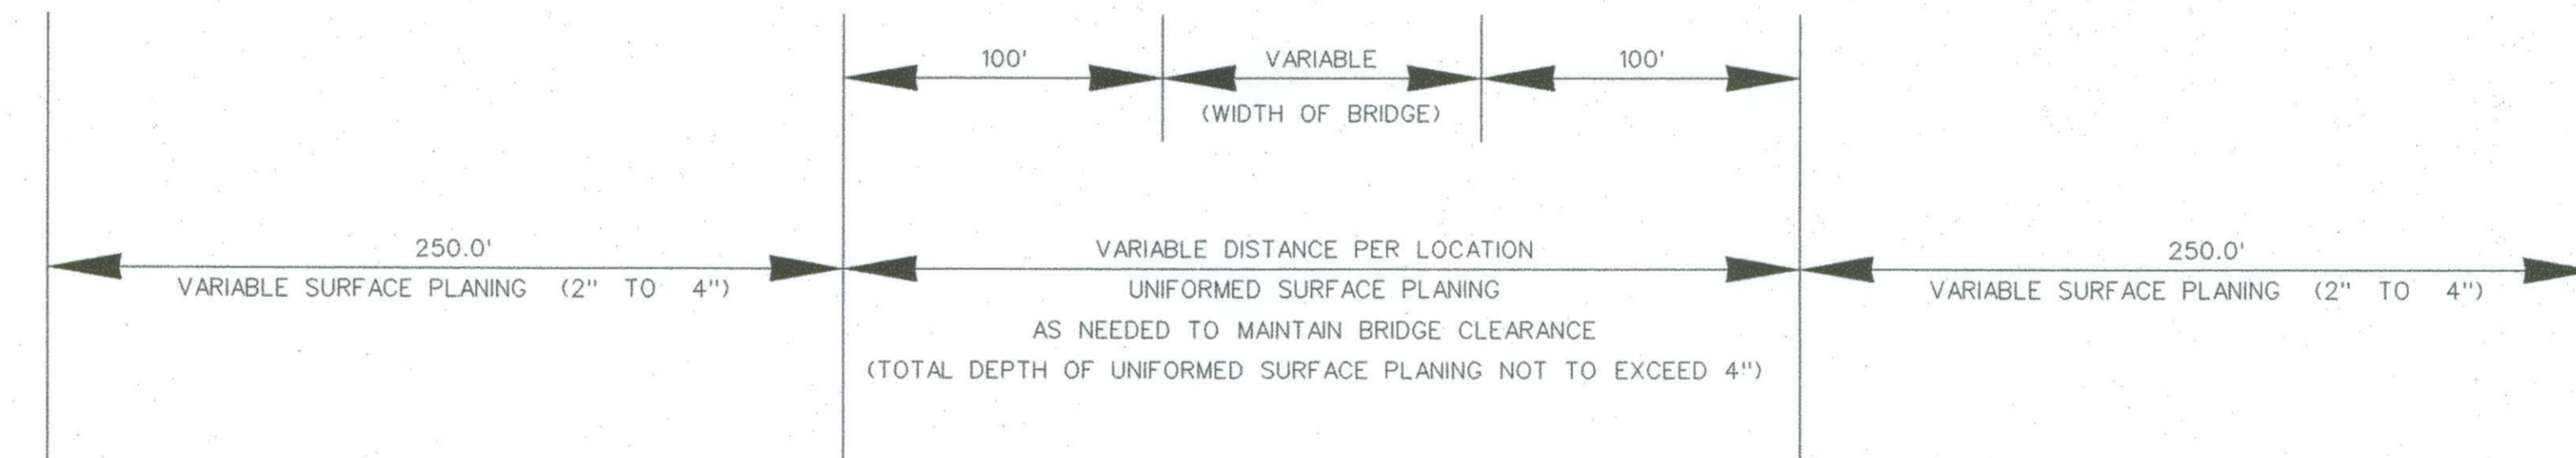 100'
VARIABLE
100'
(WIDTH OF BRIDGE)
250.0'
VARIABLE DISTANCE PER LOCATION
250.0'
VARIABLE SURFACE PLANING (2" TO 4")
UNIFORMED SURFACE PLANING
VARIABLE SURFACE PLANING (2" TO 4")
AS NEEDED TO MAINTAIN BRIDGE CLEARANCE
(TOTAL DEPTH OF UNIFORMED SURFACE PLANING NOT TO EXCEED 4")